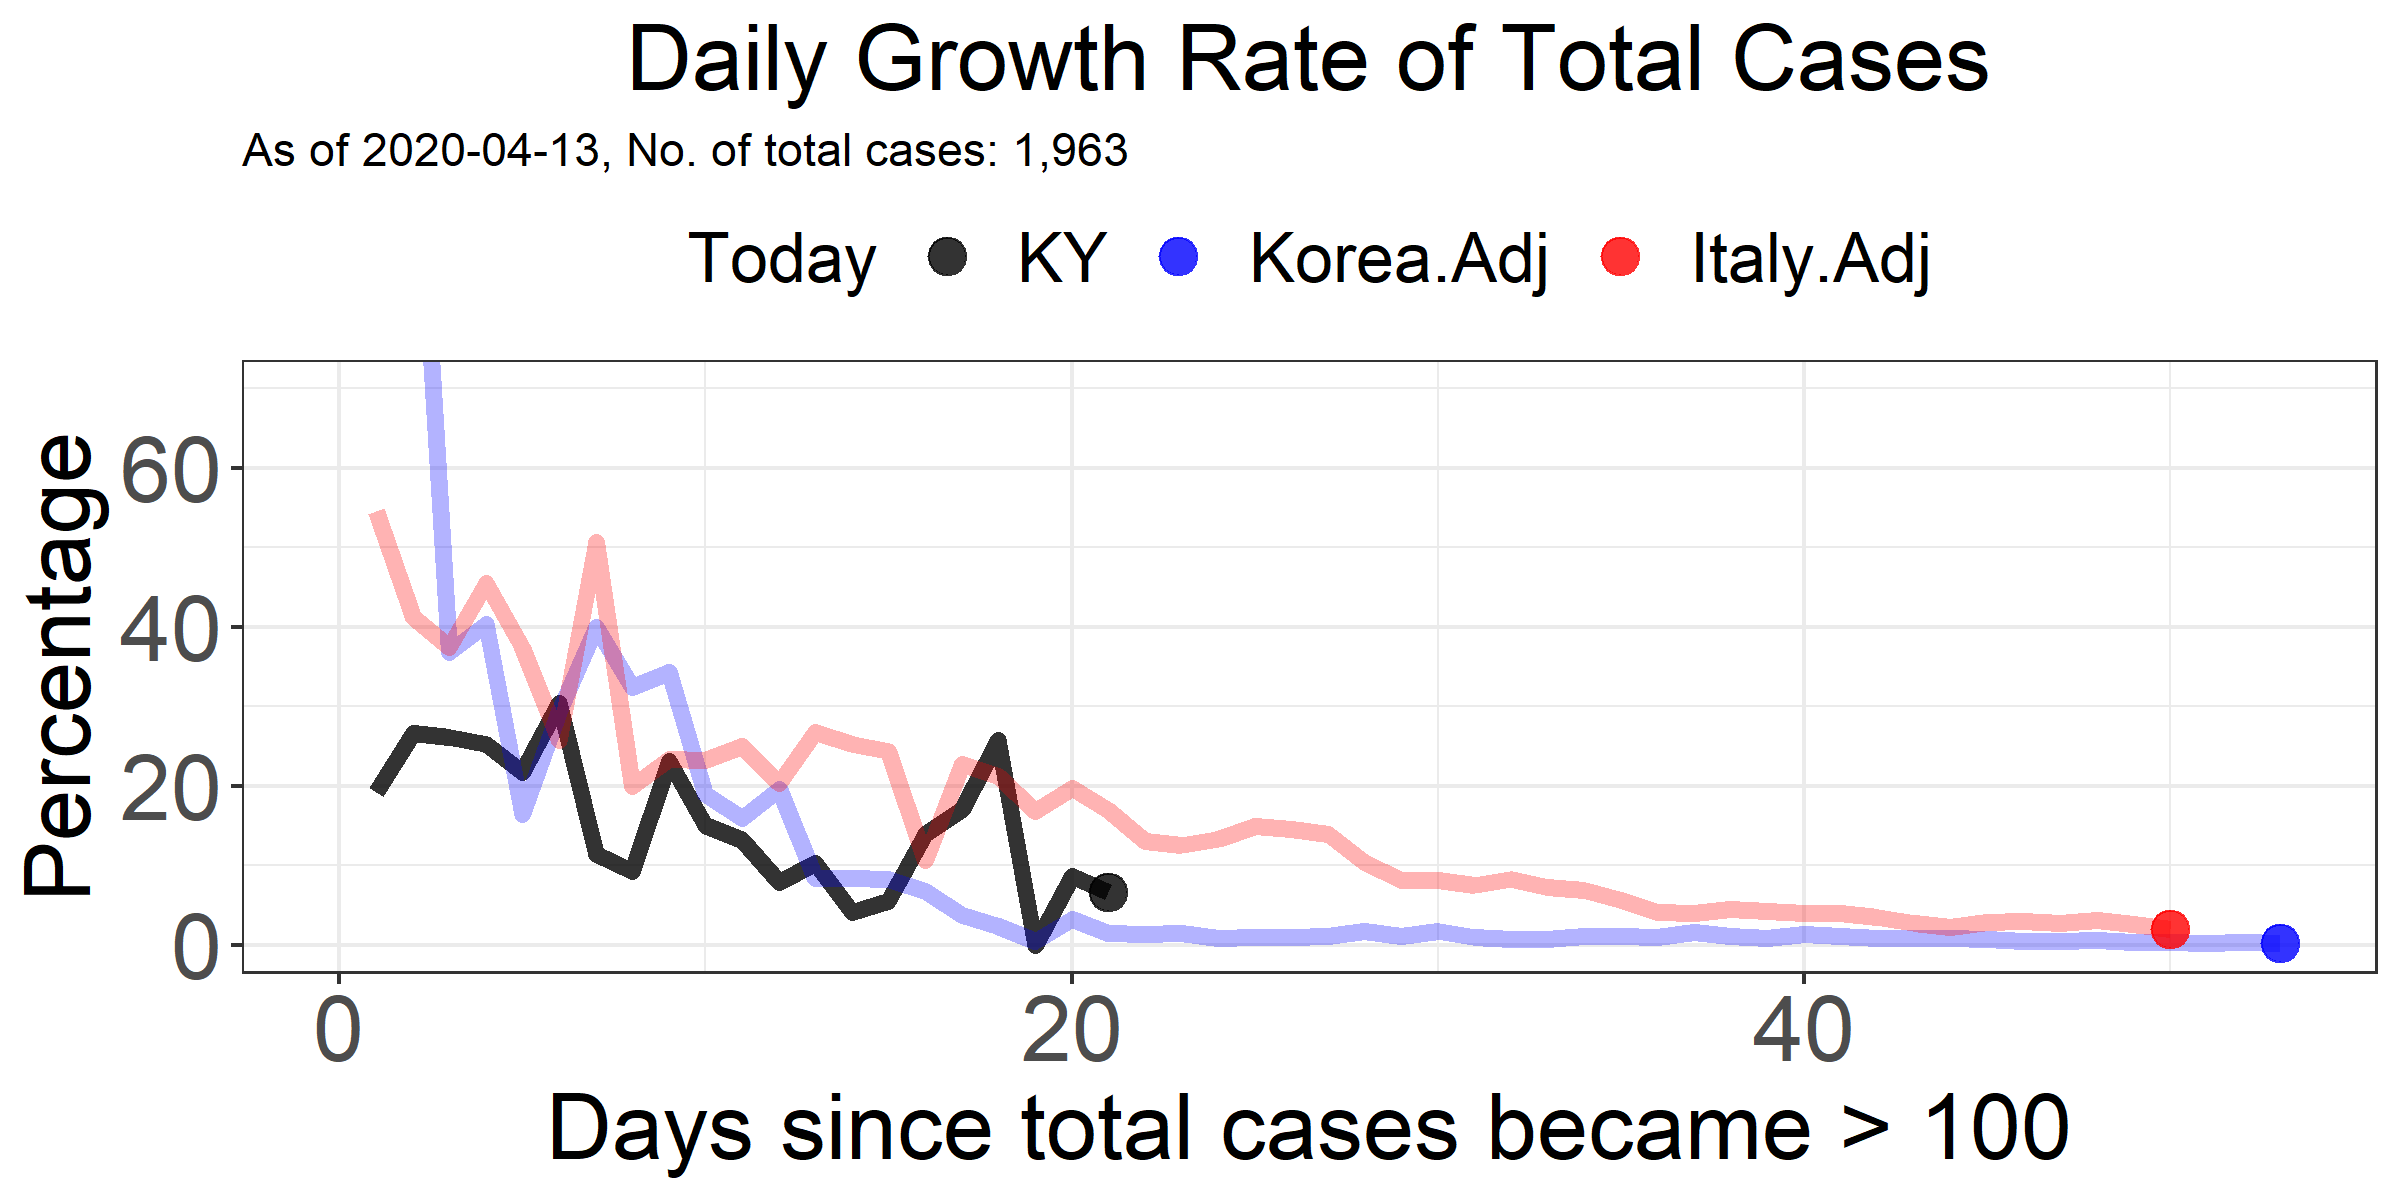 Daily Growth Rate of Total Cases
As of 2020-04-13, No. of total cases: 1,963
Today KY Korea.Adj Italy.Adj
Percentage
60
40
20
0
0 20 40
Days since total cases became > 100